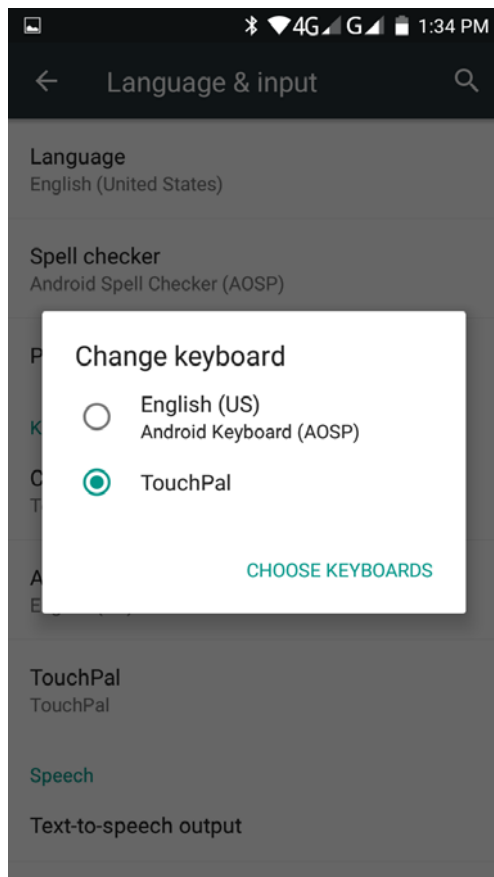 4G G 1:34 PM
Language & input
Language
English (United States)
Spell checker
Android Spell Checker (AOSP)
P
Change keyboard
English (US)
Android Keyboard (AOSP)
K
C
T
TouchPal
CHOOSE KEYBOARDS
A
E
TouchPal
TouchPal
Speech
Text-to-speech output